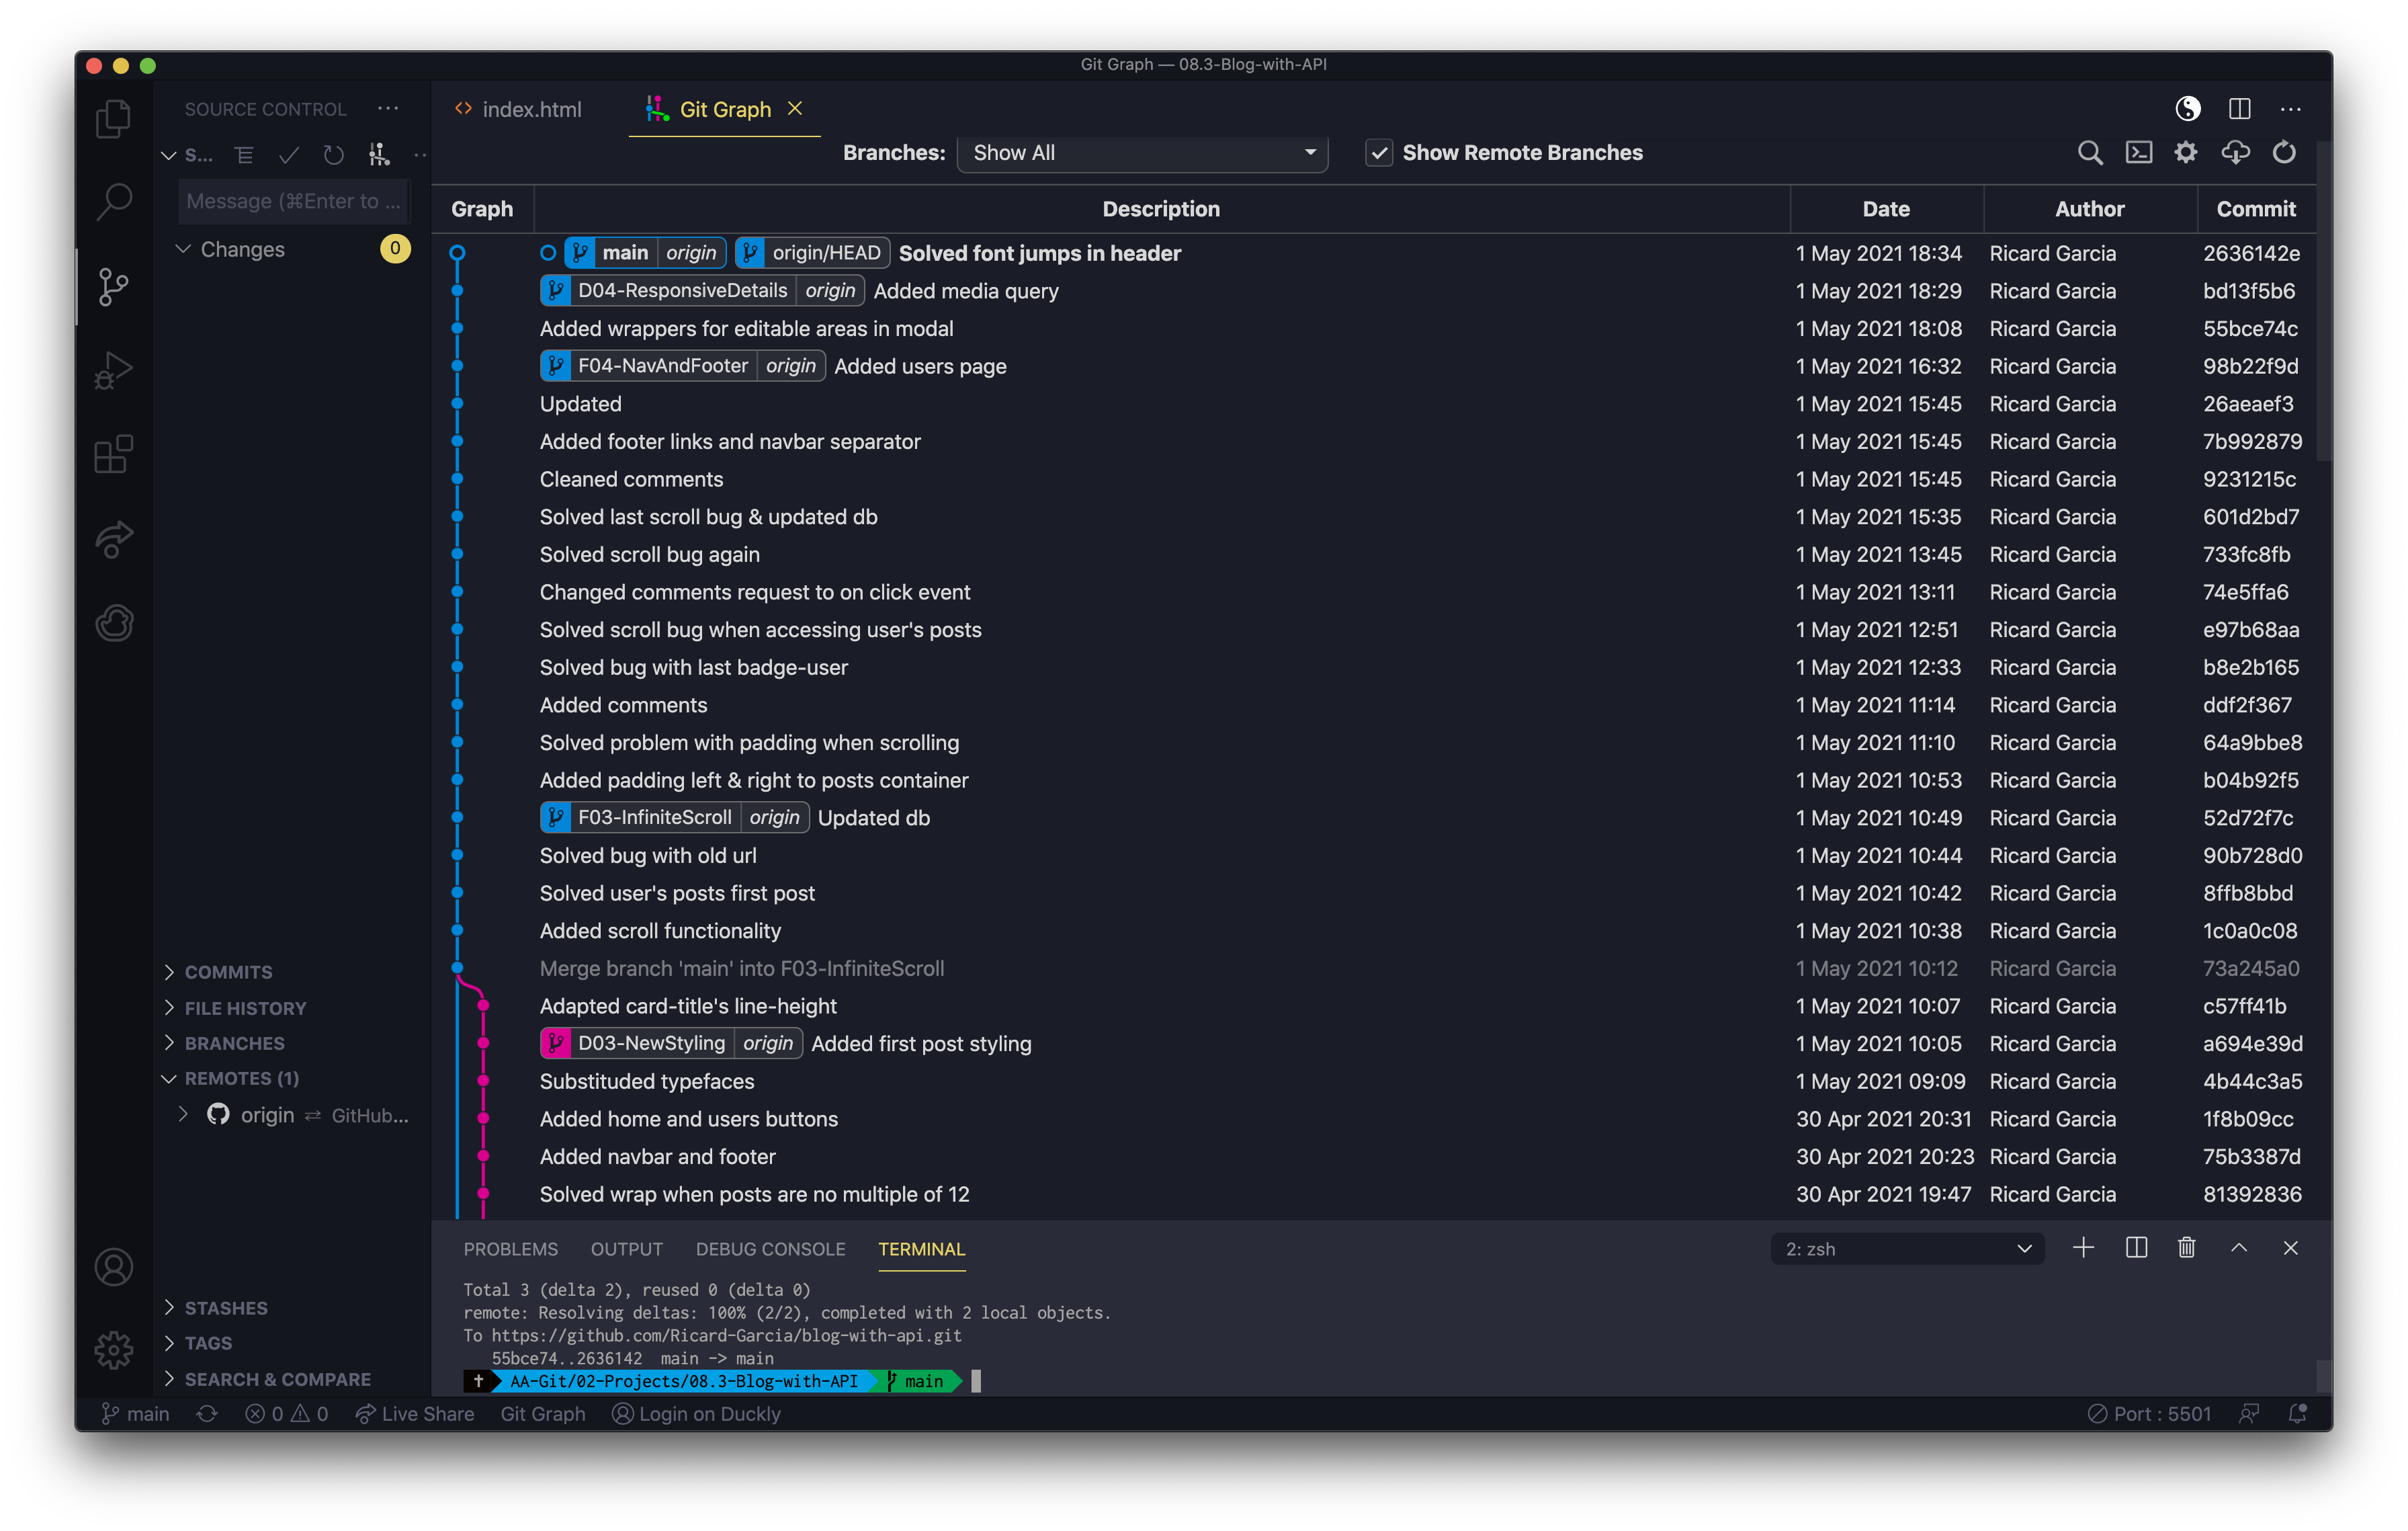 Git Graph — 08.3-Blog-with-API
SOURCE CONTROL
S...
Message (⌘Enter to ...
Changes 0
COMMITS
FILE HISTORY
BRANCHES
REMOTES (1)
origin ⇄ GitHub...
STASHES
TAGS
SEARCH & COMPARE
index.html
Git Graph
Branches: Show All Show Remote Branches
Graph Description Date Author Commit
main origin origin/HEAD Solved font jumps in header 1 May 2021 18:34 Ricard Garcia 2636142e
D04-ResponsiveDetails origin Added media query 1 May 2021 18:29 Ricard Garcia bd13f5b6
Added wrappers for editable areas in modal 1 May 2021 18:08 Ricard Garcia 55bce74c
F04-NavAndFooter origin Added users page 1 May 2021 16:32 Ricard Garcia 98b22f9d
Updated 1 May 2021 15:45 Ricard Garcia 26aeaef3
Added footer links and navbar separator 1 May 2021 15:45 Ricard Garcia 7b992879
Cleaned comments 1 May 2021 15:45 Ricard Garcia 9231215c
Solved last scroll bug & updated db 1 May 2021 15:35 Ricard Garcia 601d2bd7
Solved scroll bug again 1 May 2021 13:45 Ricard Garcia 733fc8fb
Changed comments request to on click event 1 May 2021 13:11 Ricard Garcia 74e5ffa6
Solved scroll bug when accessing user's posts 1 May 2021 12:51 Ricard Garcia e97b68aa
Solved bug with last badge-user 1 May 2021 12:33 Ricard Garcia b8e2b165
Added comments 1 May 2021 11:14 Ricard Garcia ddf2f367
Solved problem with padding when scrolling 1 May 2021 11:10 Ricard Garcia 64a9bbe8
Added padding left & right to posts container 1 May 2021 10:53 Ricard Garcia b04b92f5
F03-InfiniteScroll origin Updated db 1 May 2021 10:49 Ricard Garcia 52d72f7c
Solved bug with old url 1 May 2021 10:44 Ricard Garcia 90b728d0
Solved user's posts first post 1 May 2021 10:42 Ricard Garcia 8ffb8bbd
Added scroll functionality 1 May 2021 10:38 Ricard Garcia 1c0a0c08
Merge branch 'main' into F03-InfiniteScroll 1 May 2021 10:12 Ricard Garcia 73a245a0
Adapted card-title's line-height 1 May 2021 10:07 Ricard Garcia c57ff41b
D03-NewStyling origin Added first post styling 1 May 2021 10:05 Ricard Garcia a694e39d
Substituded typefaces 1 May 2021 09:09 Ricard Garcia 4b44c3a5
Added home and users buttons 30 Apr 2021 20:31 Ricard Garcia 1f8b09cc
Added navbar and footer 30 Apr 2021 20:23 Ricard Garcia 75b3387d
Solved wrap when posts are no multiple of 12 30 Apr 2021 19:47 Ricard Garcia 81392836
PROBLEMS OUTPUT DEBUG CONSOLE TERMINAL 2: zsh
Total 3 (delta 2), reused 0 (delta 0)
remote: Resolving deltas: 100% (2/2), completed with 2 local objects.
To https://github.com/Ricard-Garcia/blog-with-api.git
55bce74..2636142 main -> main
✝ AA-Git/02-Projects/08.3-Blog-with-API main
main 0 0 Live Share Git Graph Login on Duckly Port : 5501